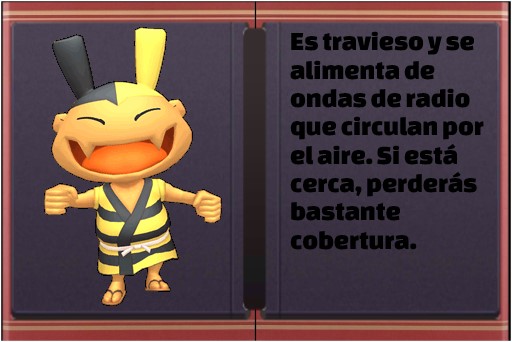 Es travieso y se
alimenta de
ondas de radio
que circulan por
el aire. Si está
cerca, perderás
bastante
cobertura.